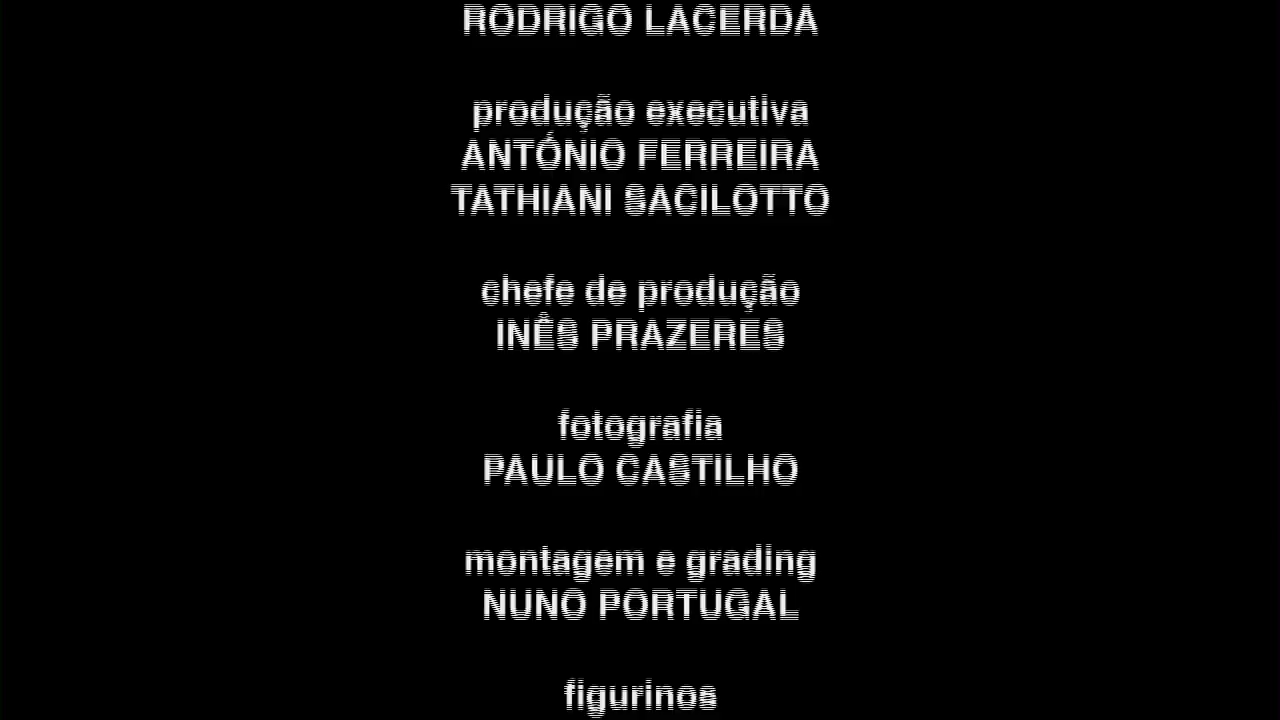 RODRIGO LACERDA
produção executiva
ANTÓNIO FERREIRA
TATHIANI SACILOTTO
chefe de produção
INÊS PRAZERES
fotografia
PAULO CASTILHO
montagem e grading
NUNO PORTUGAL
figurinos